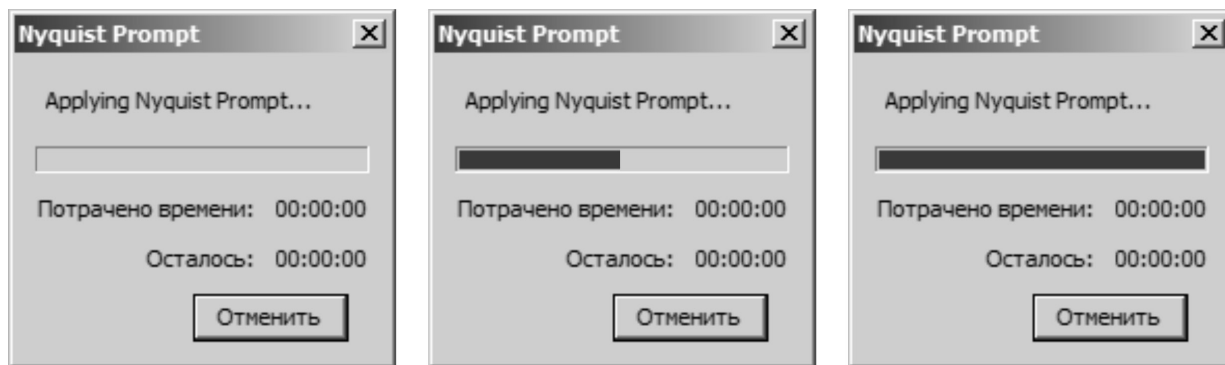 Nyquist Prompt
Applying Nyquist Prompt...
Потрачено времени: 00:00:00
Осталось: 00:00:00
Отменить
Nyquist Prompt
Applying Nyquist Prompt...
Потрачено времени: 00:00:00
Осталось: 00:00:00
Отменить
Nyquist Prompt
Applying Nyquist Prompt...
Потрачено времени: 00:00:00
Осталось: 00:00:00
Отменить